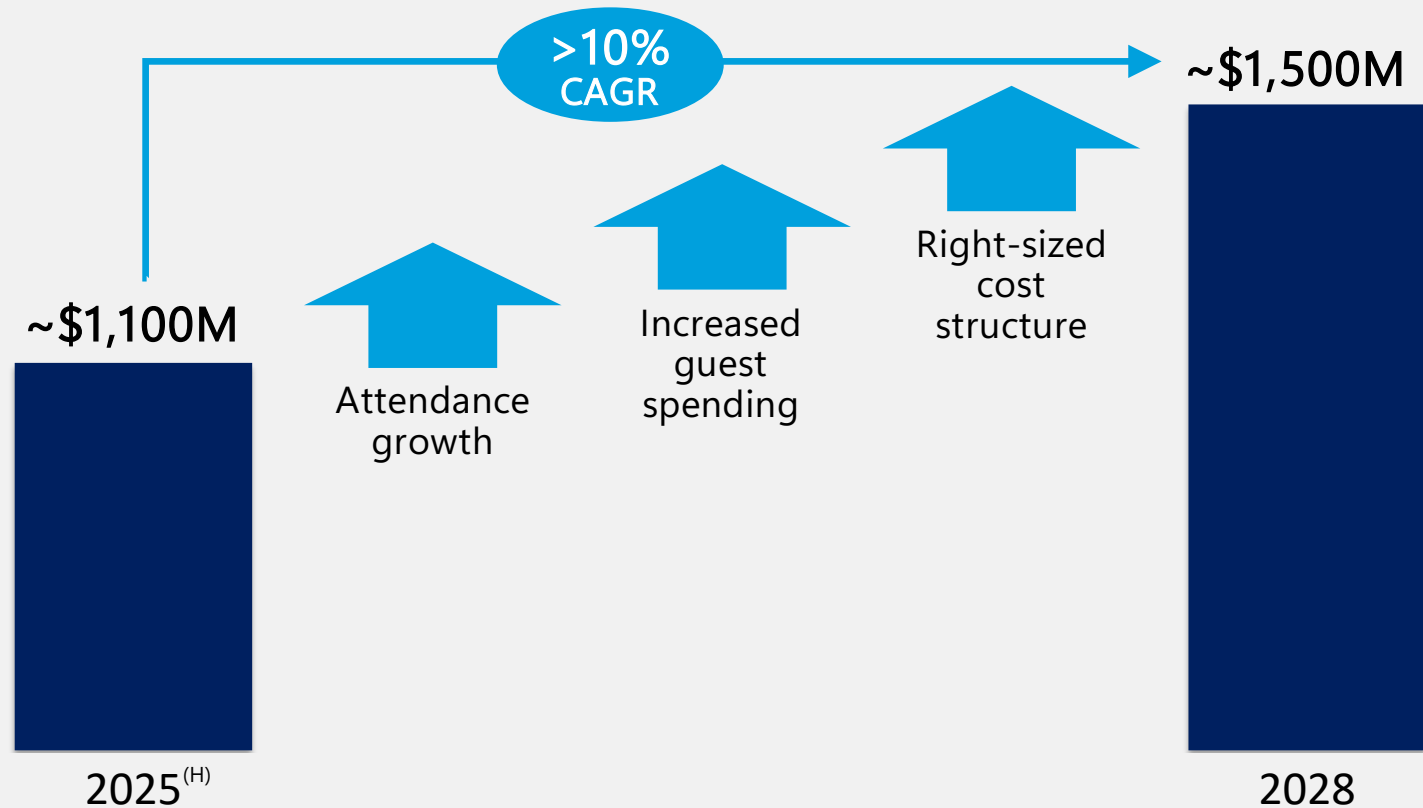 >10%
CAGR
~$1,500M
~$1,100M
Attendance
growth
Increased
guest
spending
Right-sized
cost
structure
2025(H)
2028